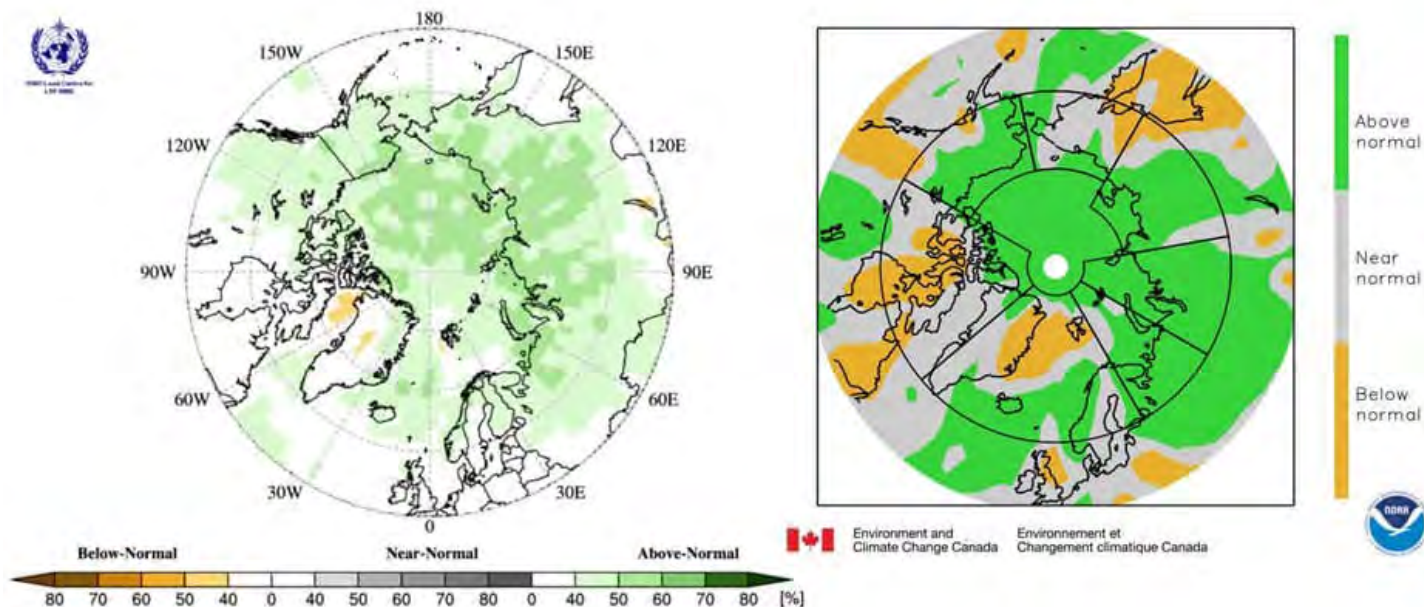 180
150W
150E
120W
120E
90W
90E
60W
60E
30W
30E
0
Below-Normal Near-Normal Above-Normal
80 70 60 50 40 0 40 50 60 70 0 40 50 60 70 80 [%]
Above
normal
Near
normal
Below
normal
Environment and
Climate Change Canada
Environnement et
Changement climatique Canada
NOAA